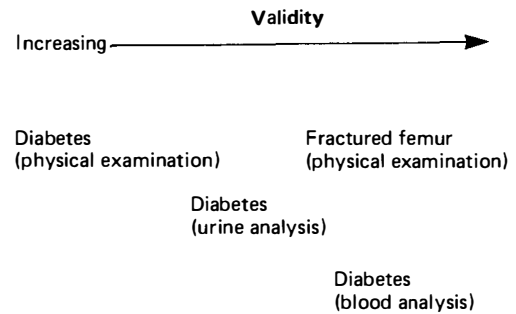 Validity
Increasing
Diabetes
(physical examination)
Fractured femur
(physical examination)
Diabetes
(urine analysis)
Diabetes
(blood analysis)